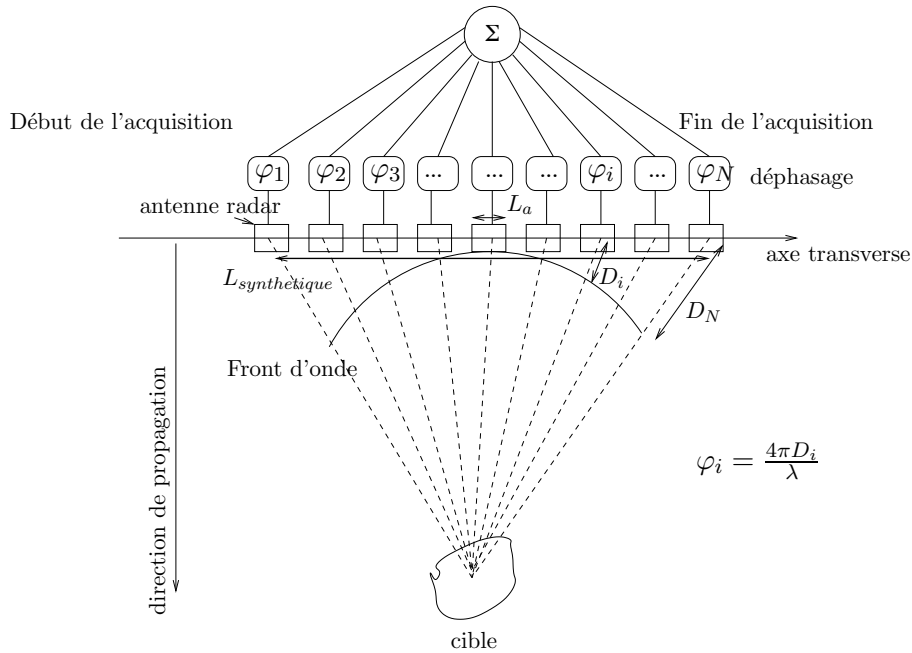 Σ
Début de l'acquisition
Fin de l'acquisition
φ1 φ2 φ3 ... ... ... φi ... φN
déphasage
antenne radar
La
axe transverse
Lsynthétique
Di
DN
Front d'onde
direction de propagation
φi = 4πDi/λ
cible